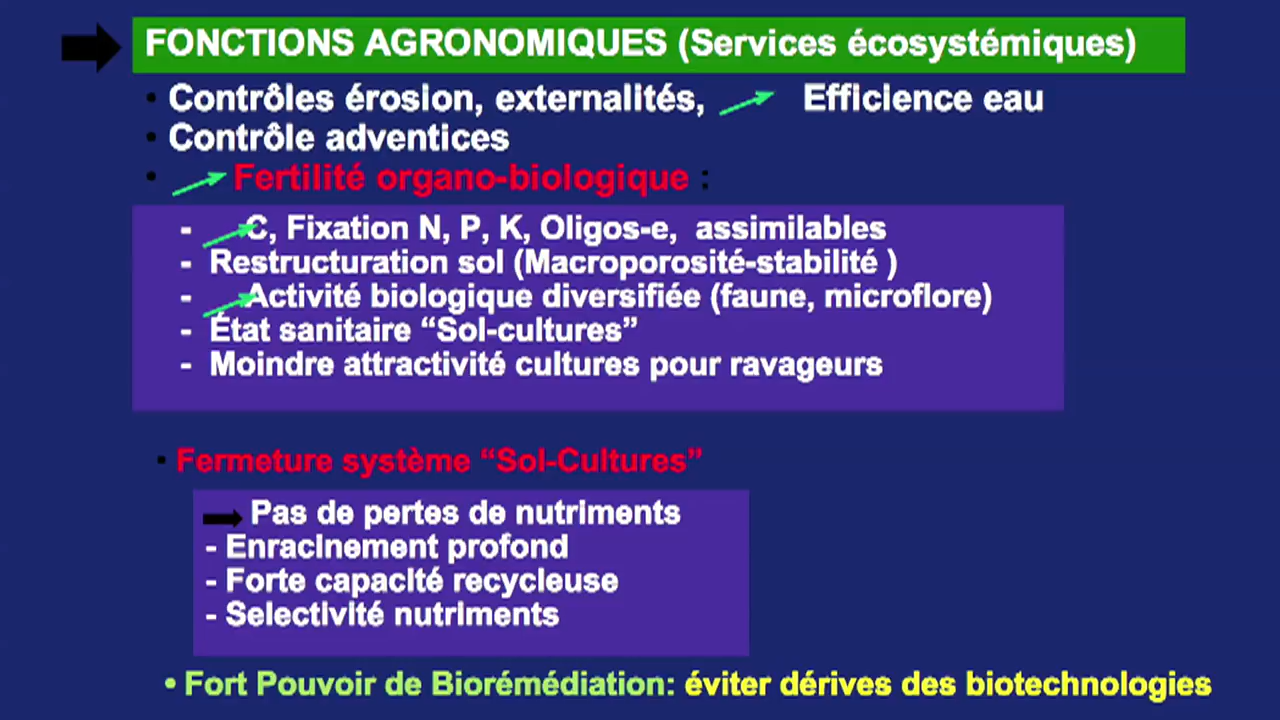 FONCTIONS AGRONOMIQUES (Services écosystémiques)
• Contrôles érosion, externalités, Efficience eau
• Contrôle adventices
• Fertilité organo-biologique :
- C, Fixation N, P, K, Oligos-e, assimilables
- Restructuration sol (Macroporosité-stabilité )
- Activité biologique diversifiée (faune, microflore)
- État sanitaire “Sol-cultures”
- Moindre attractivité cultures pour ravageurs
• Fermeture système “Sol-Cultures”
Pas de pertes de nutriments
- Enracinement profond
- Forte capacité recycleuse
- Selectivité nutriments
• Fort Pouvoir de Biorémédiation: éviter dérives des biotechnologies